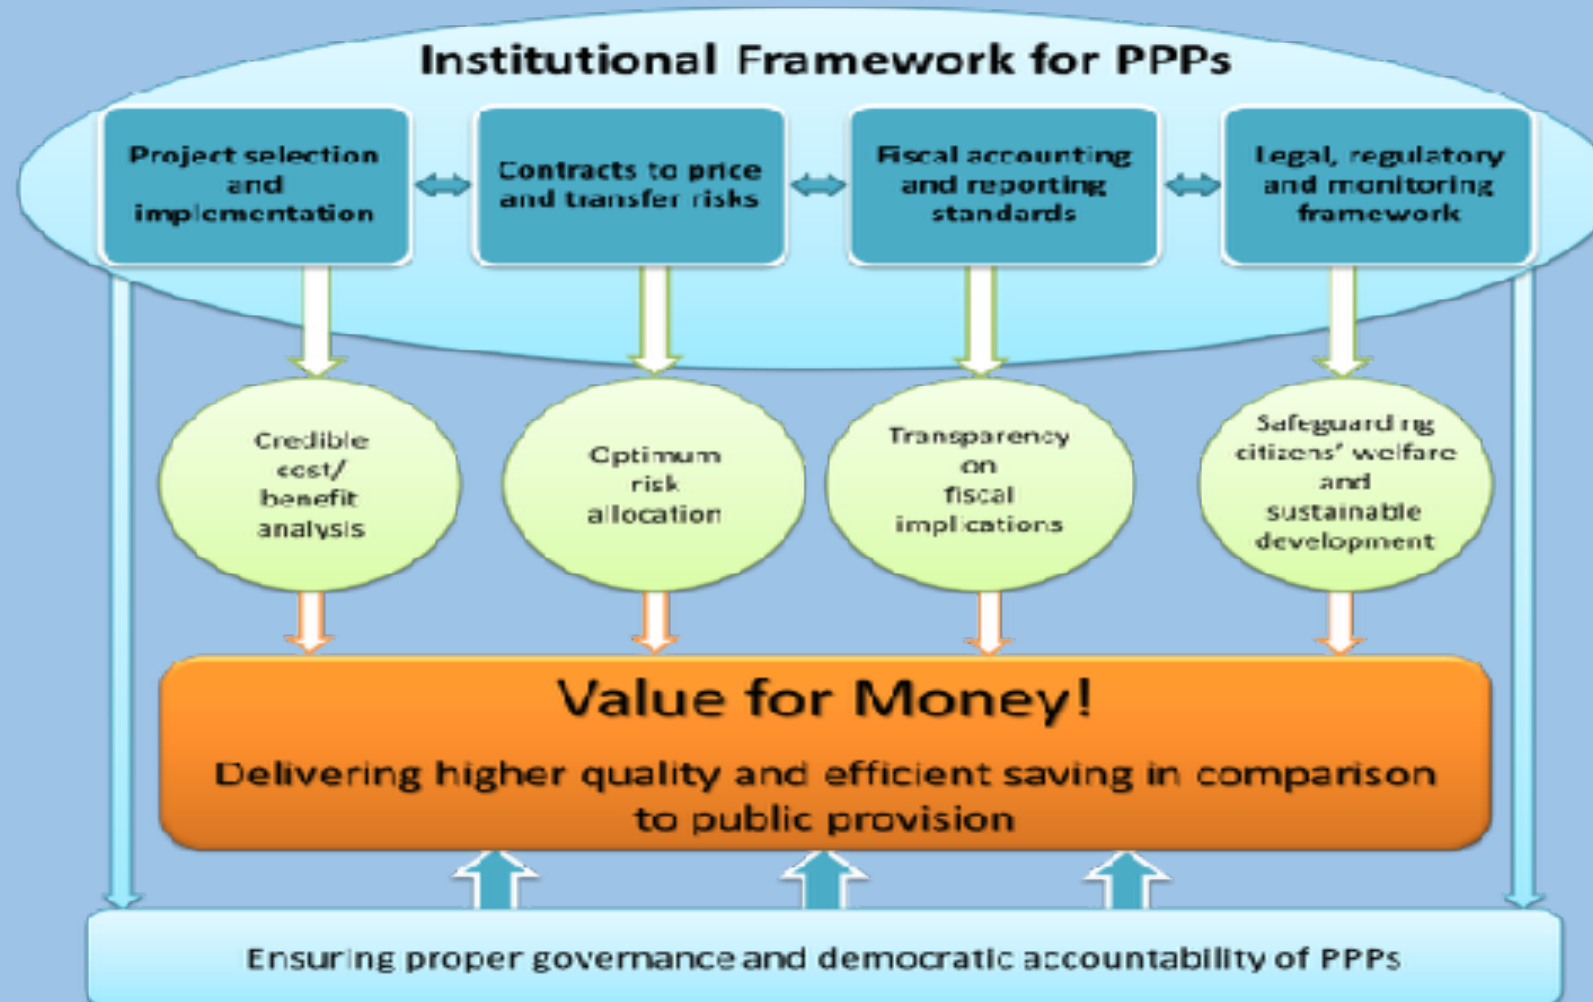 Institutional Framework for PPPs
Project selection
and
implementation
Contracts to price
and transfer risks
Fiscal accounting
and reporting
standards
Legal, regulatory
and monitoring
framework
Credible
cost/
benefit
analysis
Optimum
risk
allocation
Transparency
on
fiscal
implications
Safeguarding
citizens' welfare
and
sustainable
development
Value for Money!
Delivering higher quality and efficient saving in comparison
to public provision
Ensuring proper governance and democratic accountability of PPPs